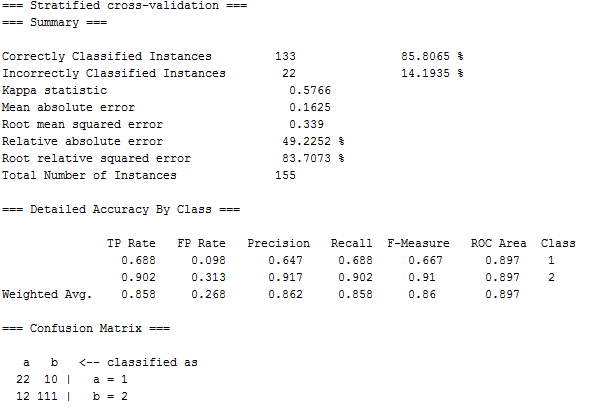 === Stratified cross-validation ===
=== Summary ===
Correctly Classified Instances 133 85.8065 %
Incorrectly Classified Instances 22 14.1935 %
Kappa statistic 0.5766
Mean absolute error 0.1625
Root mean squared error 0.339
Relative absolute error 49.2252 %
Root relative squared error 83.7073 %
Total Number of Instances 155
=== Detailed Accuracy By Class ===
TP Rate FP Rate Precision Recall F-Measure ROC Area Class
0.688 0.098 0.647 0.688 0.667 0.897 1
0.902 0.313 0.917 0.902 0.91 0.897 2
Weighted Avg. 0.858 0.268 0.862 0.858 0.86 0.897
=== Confusion Matrix ===
a b <-- classified as
22 10 | a = 1
12 111 | b = 2